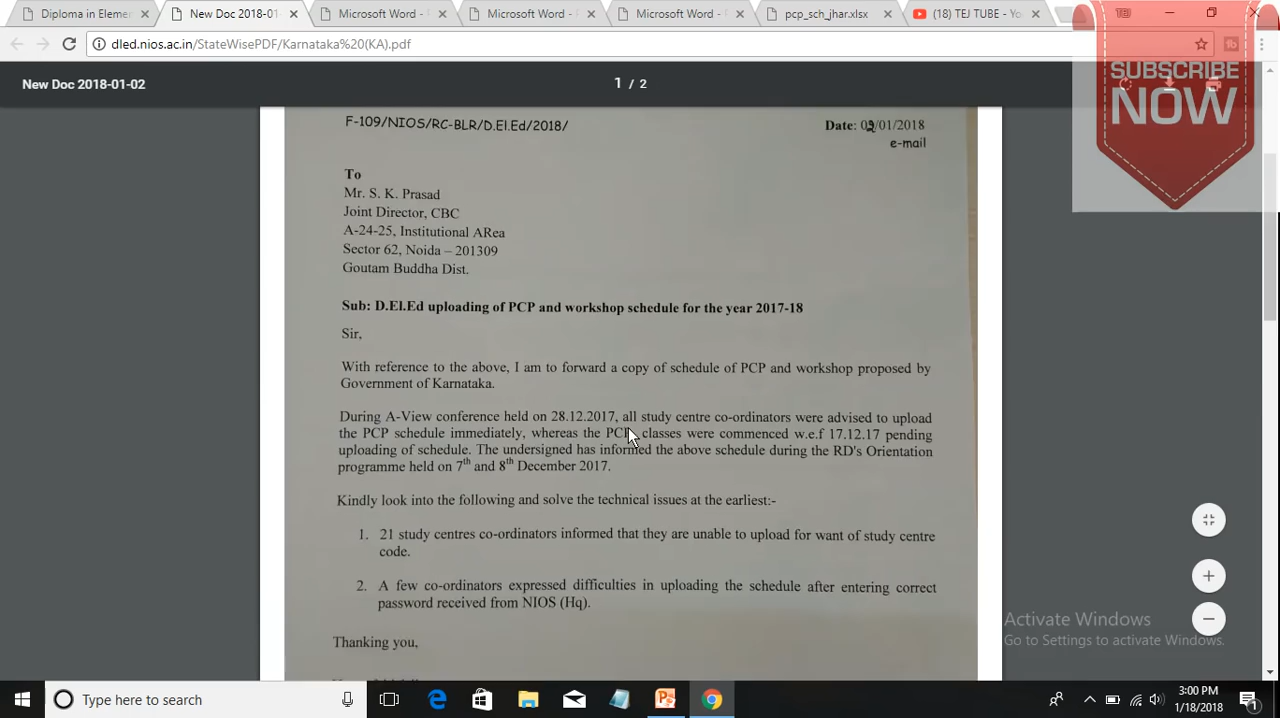 Diploma in Elemen
New Doc 2018-01
Microsoft Word -
Microsoft Word -
Microsoft Word -
pcp_sch_jhar.xlsx
(18) TEJ TUBE - Yo
dled.nios.ac.in/StateWisePDF/Karnataka%20(KA).pdf
SUBSCRIBE
NOW
New Doc 2018-01-02
1 / 2
F-109/NIOS/RC-BLR/D.El.Ed/2018/
Date: 03/01/2018
e-mail
To
Mr. S. K. Prasad
Joint Director, CBC
A-24-25, Institutional ARea
Sector 62, Noida – 201309
Goutam Buddha Dist.
Sub: D.El.Ed uploading of PCP and workshop schedule for the year 2017-18
Sir,
With reference to the above, I am to forward a copy of schedule of PCP and workshop proposed by
Government of Karnataka.
During A-View conference held on 28.12.2017, all study centre co-ordinators were advised to upload
the PCP schedule immediately, whereas the PCP classes were commenced w.e.f 17.12.17 pending
uploading of schedule. The undersigned has informed the above schedule during the RD's Orientation
programme held on 7th and 8th December 2017.
Kindly look into the following and solve the technical issues at the earliest:-
1. 21 study centres co-ordinators informed that they are unable to upload for want of study centre
code.
2. A few co-ordinators expressed difficulties in uploading the schedule after entering correct
password received from NIOS (Hq).
Thanking you,
Activate Windows
Go to Settings to activate Windows.
Type here to search
3:00 PM
1/18/2018